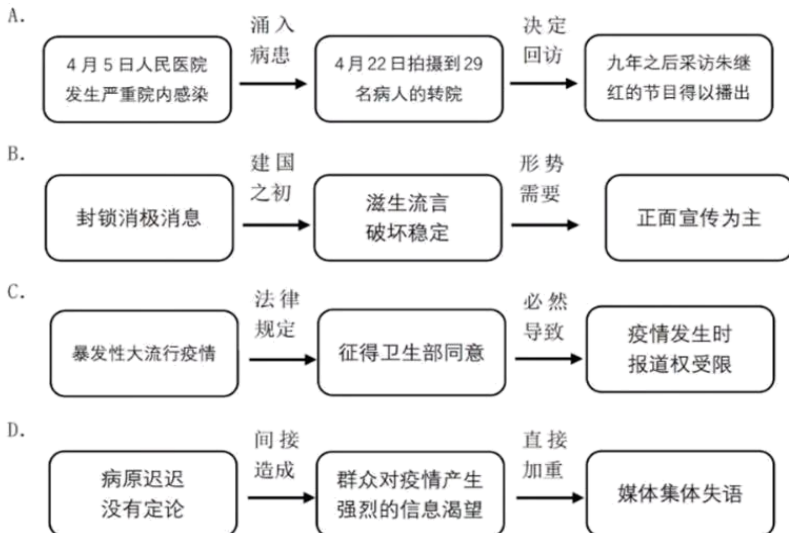 A.
涌入
病患
决定
回访
4月5日人民医院
发生严重院内感染
4月22日拍摄到29
名病人的转院
九年之后采访朱继
红的节目得以播出
B.
建国
之初
形势
需要
封锁消极消息
滋生流言
破坏稳定
正面宣传为主
C.
法律
规定
必然
导致
暴发性大流行疫情
征得卫生部同意
疫情发生时
报道权受限
D.
间接
造成
直接
加重
病原迟迟
没有定论
群众对疫情产生
强烈的信息渴望
媒体集体失语